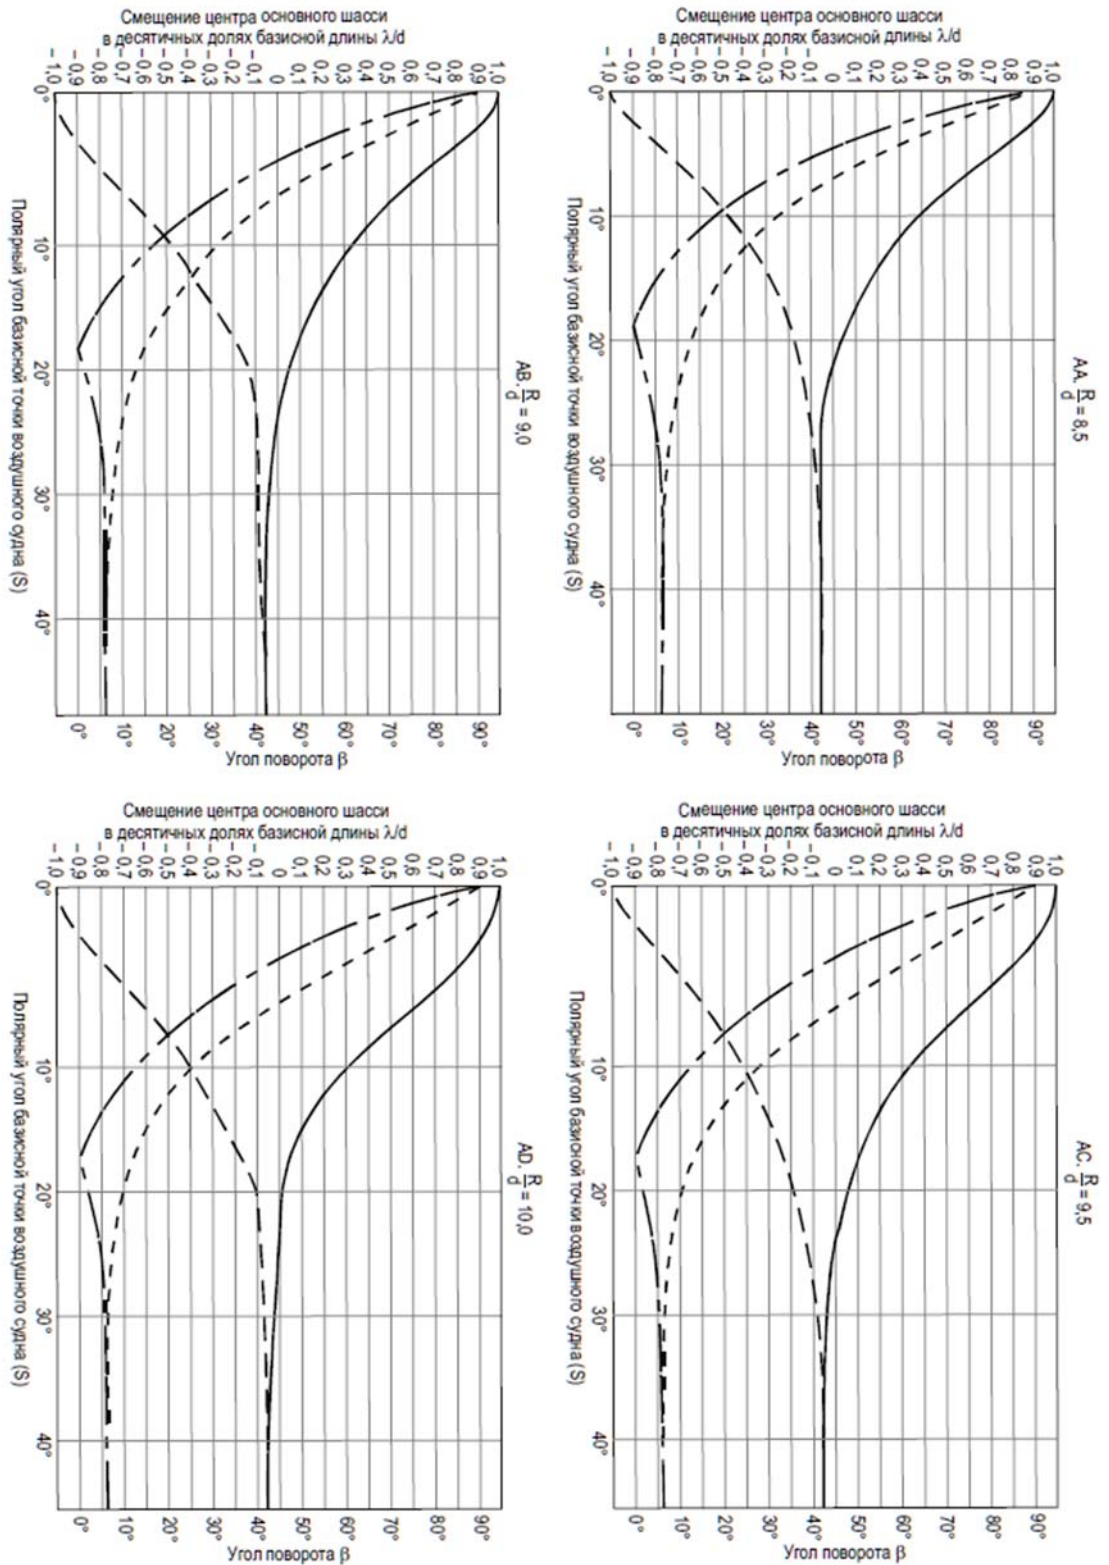 АА. R/d = 8,5
Смещение центра основного шасси
в десятичных долях базисной длины λ/d
−1,0 −0,9 −0,8 −0,7 −0,6 −0,5 −0,4 −0,3 −0,2 −0,1 0 0,1 0,2 0,3 0,4 0,5 0,6 0,7 0,8 0,9 1,0
0° 10° 20° 30° 40°
Полярный угол базисной точки воздушного судна (S)
0° 10° 20° 30° 40° 50° 60° 70° 80° 90°
Угол поворота β
АВ. R/d = 9,0
Смещение центра основного шасси
в десятичных долях базисной длины λ/d
−1,0 −0,9 −0,8 −0,7 −0,6 −0,5 −0,4 −0,3 −0,2 −0,1 0 0,1 0,2 0,3 0,4 0,5 0,6 0,7 0,8 0,9 1,0
0° 10° 20° 30° 40°
Полярный угол базисной точки воздушного судна (S)
0° 10° 20° 30° 40° 50° 60° 70° 80° 90°
Угол поворота β
АС. R/d = 9,5
Смещение центра основного шасси
в десятичных долях базисной длины λ/d
−1,0 −0,9 −0,8 −0,7 −0,6 −0,5 −0,4 −0,3 −0,2 −0,1 0 0,1 0,2 0,3 0,4 0,5 0,6 0,7 0,8 0,9 1,0
0° 10° 20° 30° 40°
Полярный угол базисной точки воздушного судна (S)
0° 10° 20° 30° 40° 50° 60° 70° 80° 90°
Угол поворота β
AD. R/d = 10,0
Смещение центра основного шасси
в десятичных долях базисной длины λ/d
−1,0 −0,9 −0,8 −0,7 −0,6 −0,5 −0,4 −0,3 −0,2 −0,1 0 0,1 0,2 0,3 0,4 0,5 0,6 0,7 0,8 0,9 1,0
0° 10° 20° 30° 40°
Полярный угол базисной точки воздушного судна (S)
0° 10° 20° 30° 40° 50° 60° 70° 80° 90°
Угол поворота β